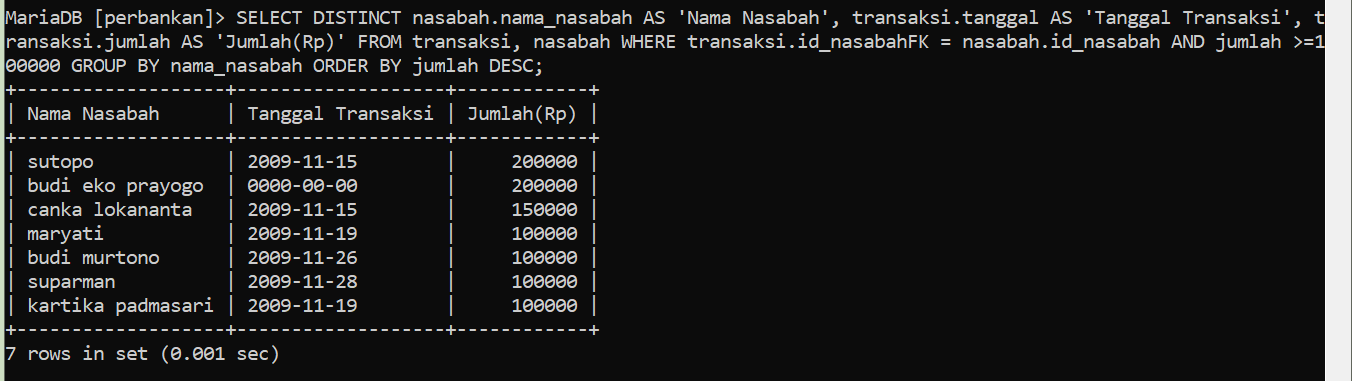 MariaDB [perbankan]> SELECT DISTINCT nasabah.nama_nasabah AS 'Nama Nasabah', transaksi.tanggal AS 'Tanggal Transaksi', t
ransaksi.jumlah AS 'Jumlah(Rp)' FROM transaksi, nasabah WHERE transaksi.id_nasabahFK = nasabah.id_nasabah AND jumlah >=1
00000 GROUP BY nama_nasabah ORDER BY jumlah DESC;
+-------------------+-------------------+------------+
| Nama Nasabah      | Tanggal Transaksi | Jumlah(Rp) |
+-------------------+-------------------+------------+
| sutopo            | 2009-11-15        |     200000 |
| budi eko prayogo  | 0000-00-00        |     200000 |
| canka lokananta   | 2009-11-15        |     150000 |
| maryati           | 2009-11-19        |     100000 |
| budi murtono      | 2009-11-26        |     100000 |
| suparman          | 2009-11-28        |     100000 |
| kartika padmasari | 2009-11-19        |     100000 |
+-------------------+-------------------+------------+
7 rows in set (0.001 sec)